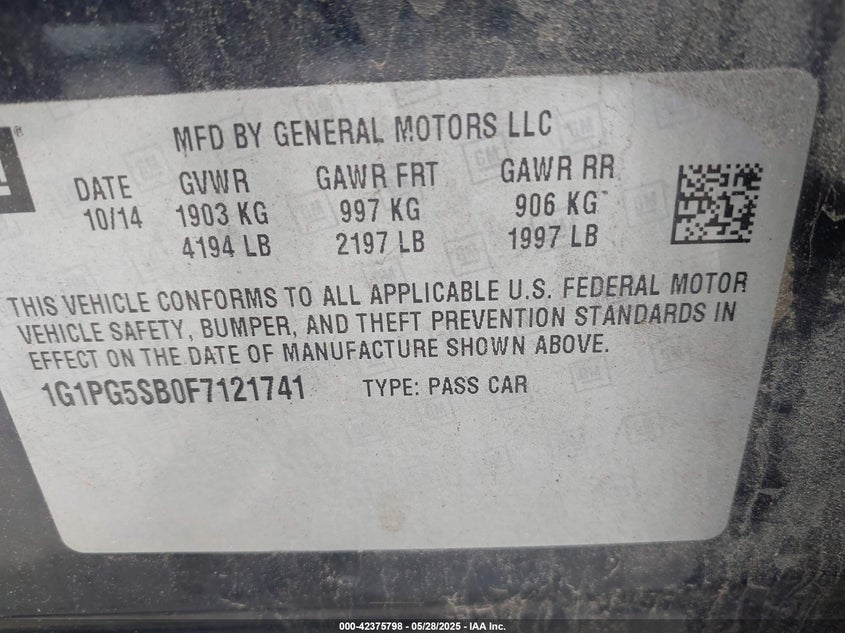 MFD BY GENERAL MOTORS LLC
DATE GVWR GAWR FRT GAWR RR
10/14 1903 KG 997 KG 906 KG
4194 LB 2197 LB 1997 LB
THIS VEHICLE CONFORMS TO ALL APPLICABLE U.S. FEDERAL MOTOR
VEHICLE SAFETY, BUMPER, AND THEFT PREVENTION STANDARDS IN
EFFECT ON THE DATE OF MANUFACTURE SHOWN ABOVE.
1G1PG5SB0F7121741 TYPE: PASS CAR
000-42375798 - 05/28/2025 - IAA Inc.